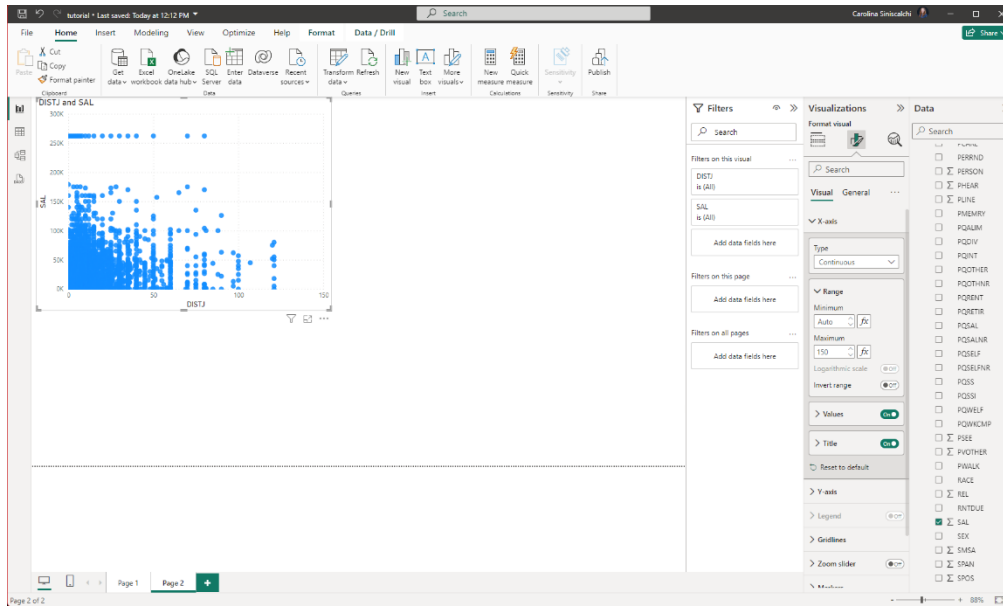 tutorial • Last saved: Today at 12:12 PM
Search
Carolina Siniscalchi
File Home Insert Modeling View Optimize Help Format Data / Drill
Share
Paste
Cut
Copy
Format painter
Clipboard
Get data
Excel workbook
OneLake data hub
SQL Server
Enter data
Dataverse
Recent sources
Data
Transform data
Refresh
Queries
New visual
Text box
More visuals
Insert
New measure
Quick measure
Calculations
Sensitivity
Sensitivity
Publish
Share
DISTJ and SAL
300K
250K
200K
150K
100K
50K
0K
SAL
0 50 100 150
DISTJ
Filters
Search
Filters on this visual
DISTJ
is (All)
SAL
is (All)
Add data fields here
Filters on this page
Add data fields here
Filters on all pages
Add data fields here
Visualizations
Format visual
Search
Visual General
X-axis
Type
Continuous
Range
Minimum
Auto fx
Maximum
150 fx
Logarithmic scale Off
Invert range Off
Values On
Title On
Reset to default
Y-axis
Legend Off
Gridlines
Zoom slider Off
Markers
Data
Search
PERRND
PERSON
PHEAR
PLINE
PMEMRY
PQALIM
PQDIV
PQINT
PQOTHER
PQOTHNR
PQRENT
PQRETIR
PQSAL
PQSALNR
PQSELF
PQSELFNR
PQSS
PQSSI
PQWELF
PQWKCMP
PSEE
PVOTHER
PWALK
RACE
REL
RNTDUE
SAL
SEX
SMSA
SPAN
SPOS
Page 1 Page 2 +
Page 2 of 2
- + 88%